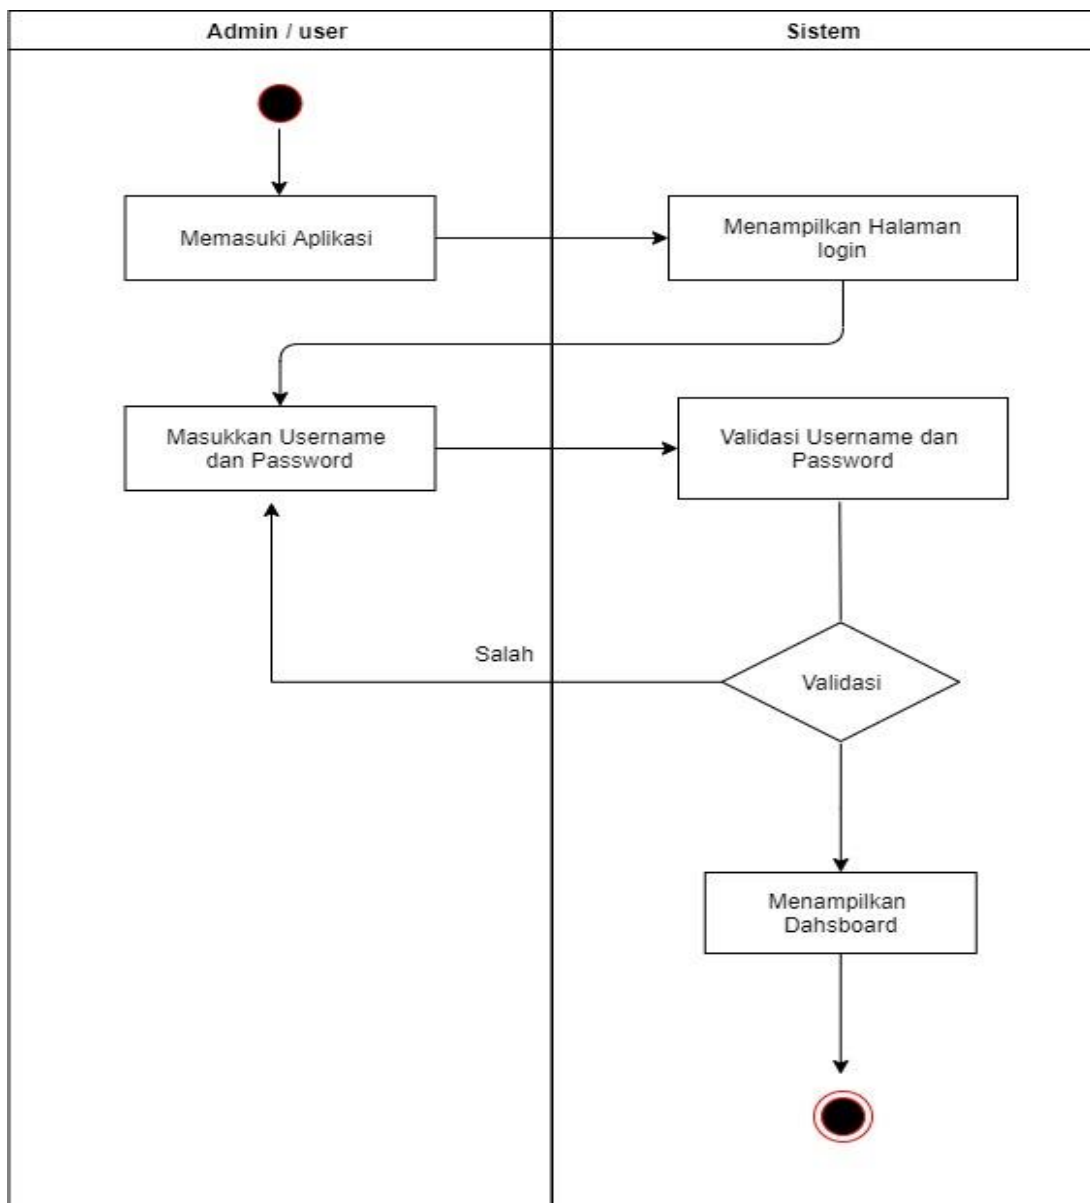 Admin / user
Sistem
Memasuki Aplikasi
Menampilkan Halaman
login
Masukkan Username
dan Password
Validasi Username dan
Password
Salah
Validasi
Menampilkan
Dahsboard